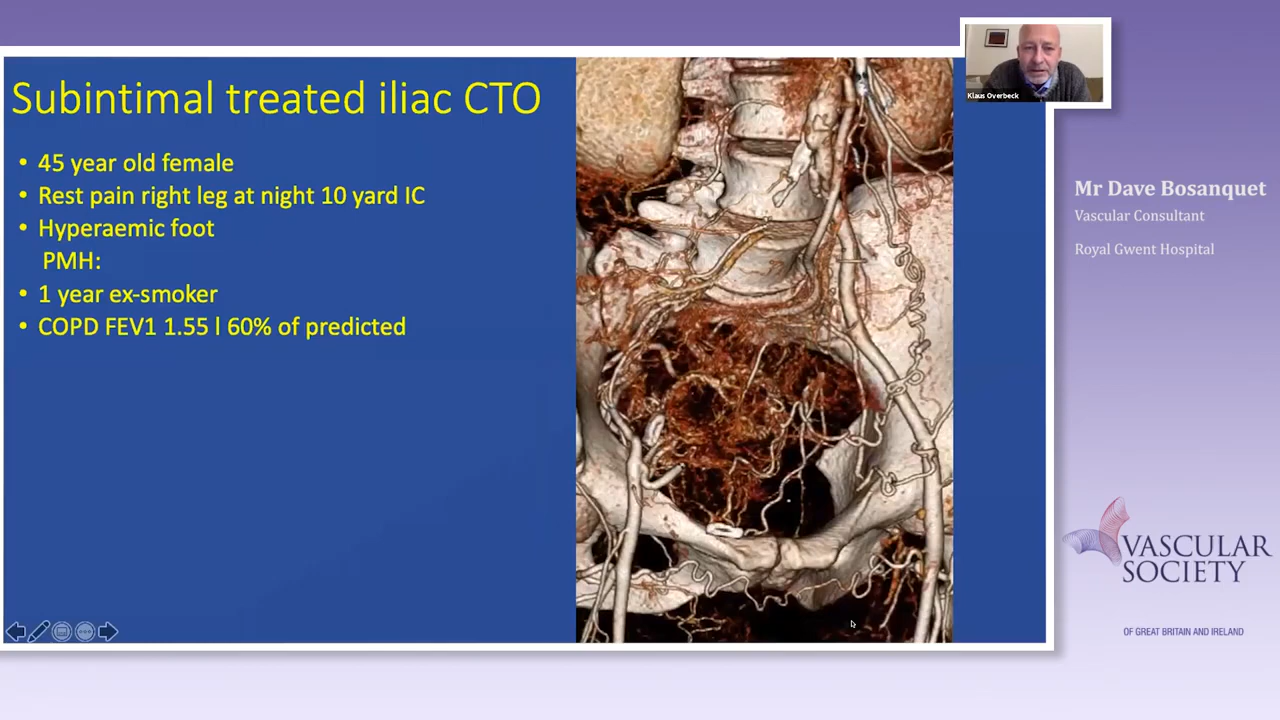 Subintimal treated iliac CTO
• 45 year old female
• Rest pain right leg at night 10 yard IC
• Hyperaemic foot
PMH:
• 1 year ex-smoker
• COPD FEV1 1.55 l 60% of predicted
Klaus Overbeck
Mr Dave Bosanquet
Vascular Consultant
Royal Gwent Hospital
VASCULAR
SOCIETY
OF GREAT BRITAIN AND IRELAND